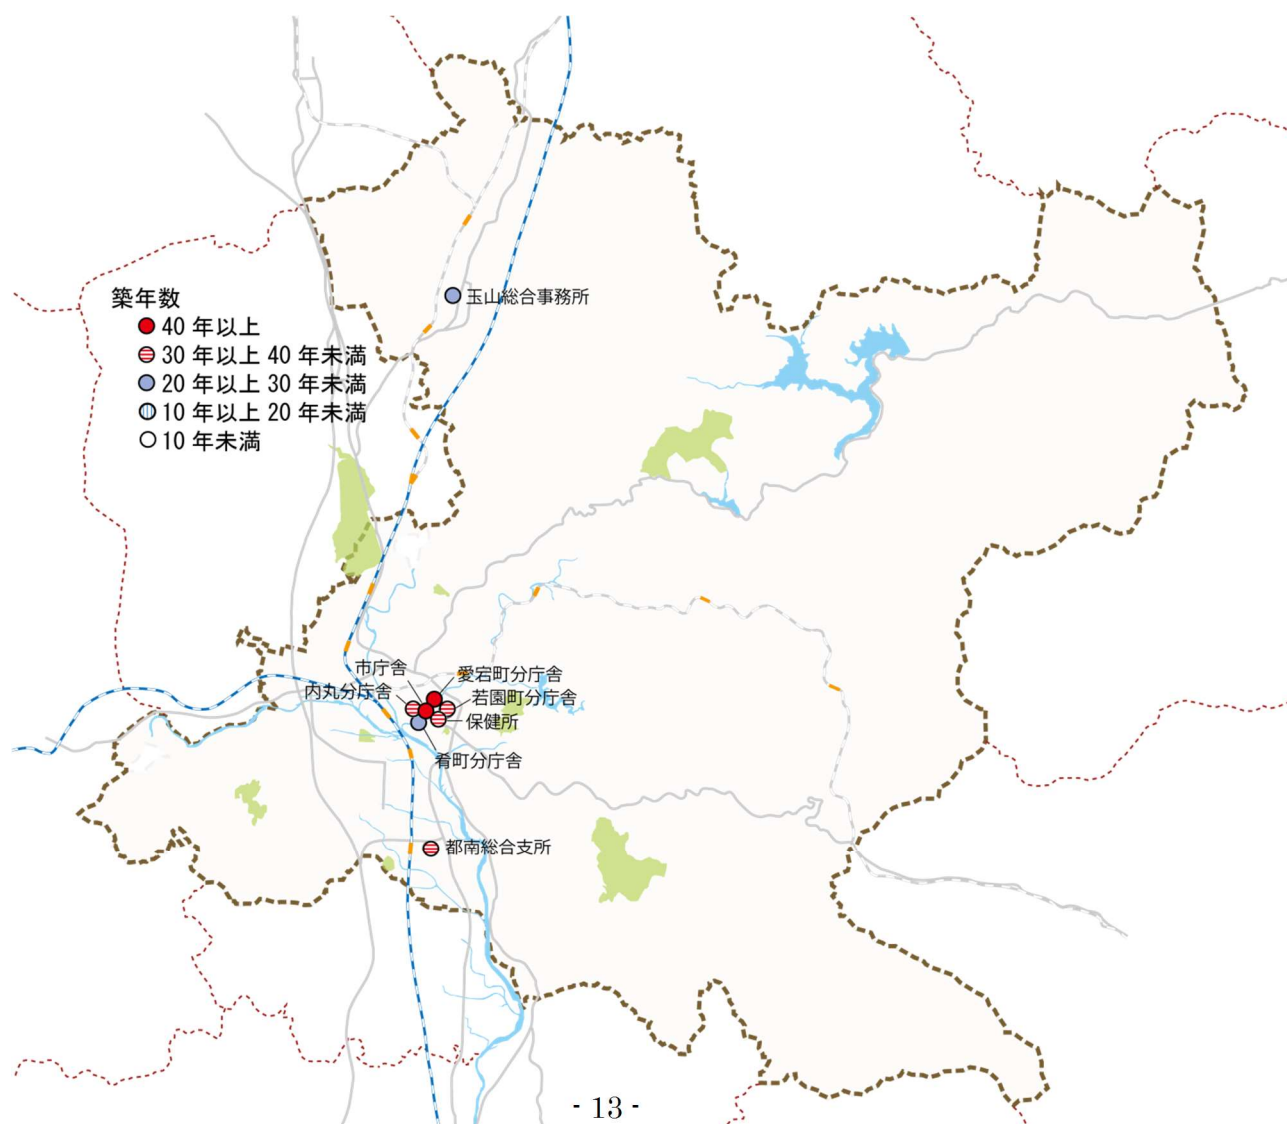 玉山総合事務所
築年数
40 年以上
30 年以上 40 年未満
20 年以上 30 年未満
10 年以上 20 年未満
10 年未満
市庁舎
愛宕町分庁舎
内丸分庁舎
若園町分庁舎
保健所
肴町分庁舎
都南総合支所
- 13 -